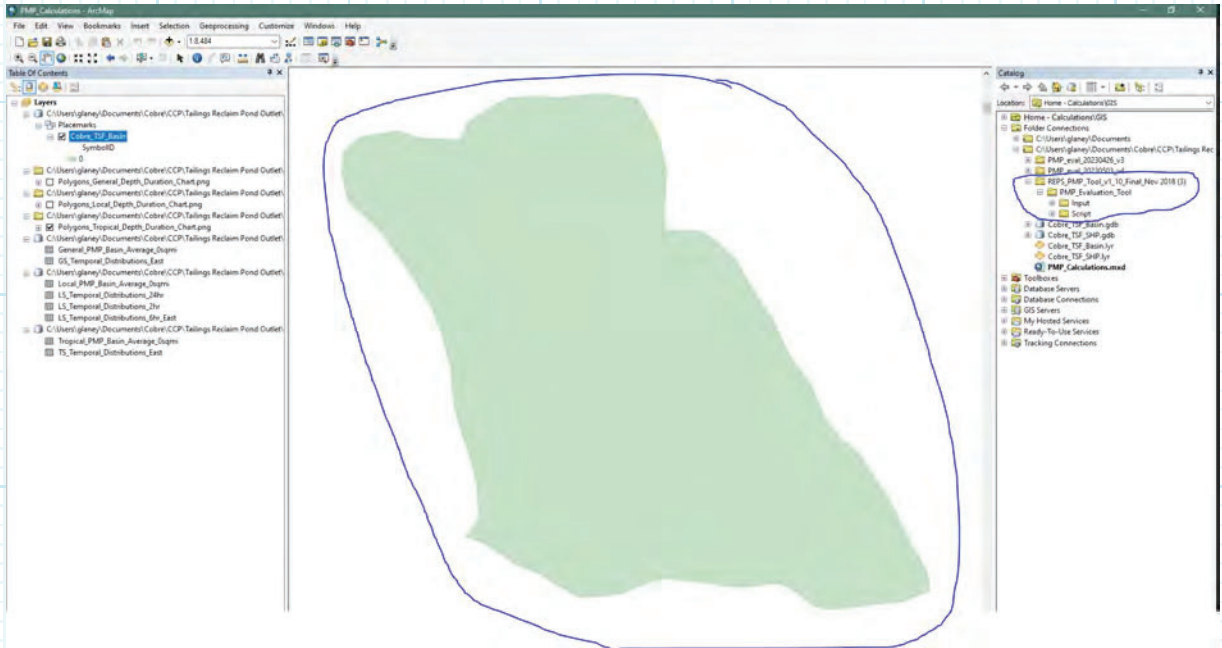 PMP_Calculations - ArcMap
File Edit View Bookmarks Insert Selection Geoprocessing Customize Windows Help
1:8,484
Table Of Contents
Layers
C:\Users\glaney\Documents\Cobre\CCP\Tailings Reclaim Pond Outlet\
Placemarks
Cobre_TSF_Basin
SymbolID
0
C:\Users\glaney\Documents\Cobre\CCP\Tailings Reclaim Pond Outlet\
Polygons_General_Depth_Duration_Chart.png
C:\Users\glaney\Documents\Cobre\CCP\Tailings Reclaim Pond Outlet\
Polygons_Local_Depth_Duration_Chart.png
C:\Users\glaney\Documents\Cobre\CCP\Tailings Reclaim Pond Outlet\
Polygons_Tropical_Depth_Duration_Chart.png
C:\Users\glaney\Documents\Cobre\CCP\Tailings Reclaim Pond Outlet\
General_PMP_Basin_Average_0sqmi
GS_Temporal_Distributions_East
C:\Users\glaney\Documents\Cobre\CCP\Tailings Reclaim Pond Outlet\
Local_PMP_Basin_Average_0sqmi
LS_Temporal_Distributions_24hr
LS_Temporal_Distributions_2hr
LS_Temporal_Distributions_6hr_East
C:\Users\glaney\Documents\Cobre\CCP\Tailings Reclaim Pond Outlet\
Tropical_PMP_Basin_Average_0sqmi
TS_Temporal_Distributions_East
Catalog
Location: Home - Calculations\GIS
Home - Calculations\GIS
Folder Connections
C:\Users\glaney\Documents
C:\Users\glaney\Documents\Cobre\CCP\Tailings Rec
PMP_eval_20230426_v3
PMP_eval_20230503_v4
REPS_PMP_Tool_v1_10_Final_Nov 2018 (3)
PMP_Evaluation_Tool
Input
Script
Cobre_TSF_Basin.gdb
Cobre_TSF_SHP.gdb
Cobre_TSF_Basin.lyr
Cobre_TSF_SHP.lyr
PMP_Calculations.mxd
Toolboxes
Database Servers
Database Connections
GIS Servers
My Hosted Services
Ready-To-Use Services
Tracking Connections